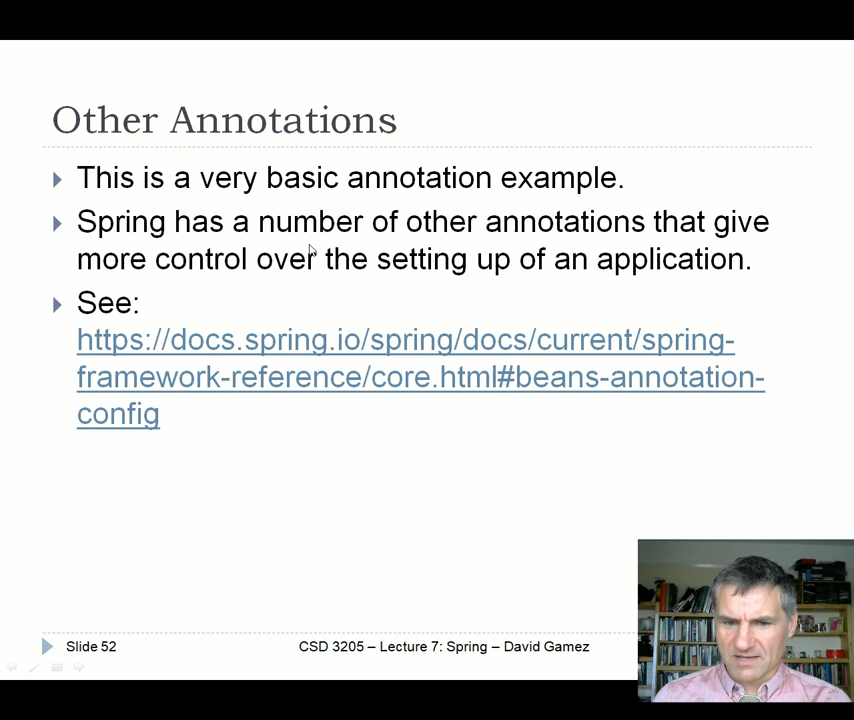 Other Annotations
This is a very basic annotation example.
Spring has a number of other annotations that give
more control over the setting up of an application.
See:
https://docs.spring.io/spring/docs/current/spring-
framework-reference/core.html#beans-annotation-
config
Slide 52
CSD 3205 – Lecture 7: Spring – David Gamez